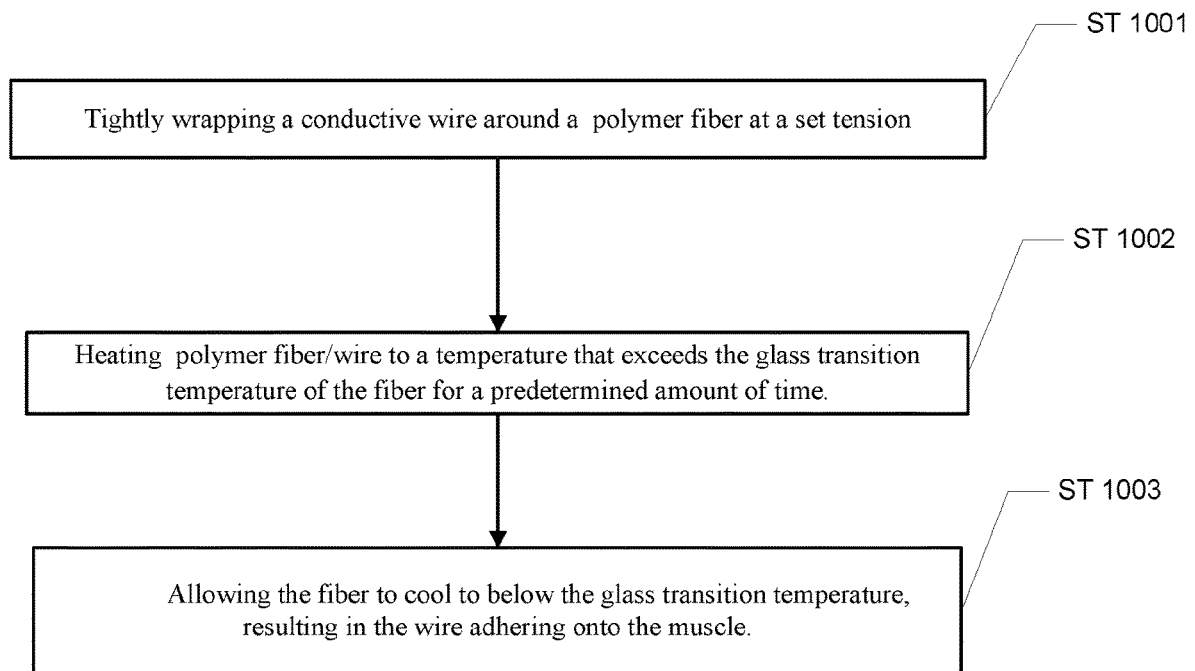 ST 1001
Tightly wrapping a conductive wire around a polymer fiber at a set tension
ST 1002
Heating polymer fiber/wire to a temperature that exceeds the glass transition
temperature of the fiber for a predetermined amount of time.
ST 1003
Allowing the fiber to cool to below the glass transition temperature,
resulting in the wire adhering onto the muscle.